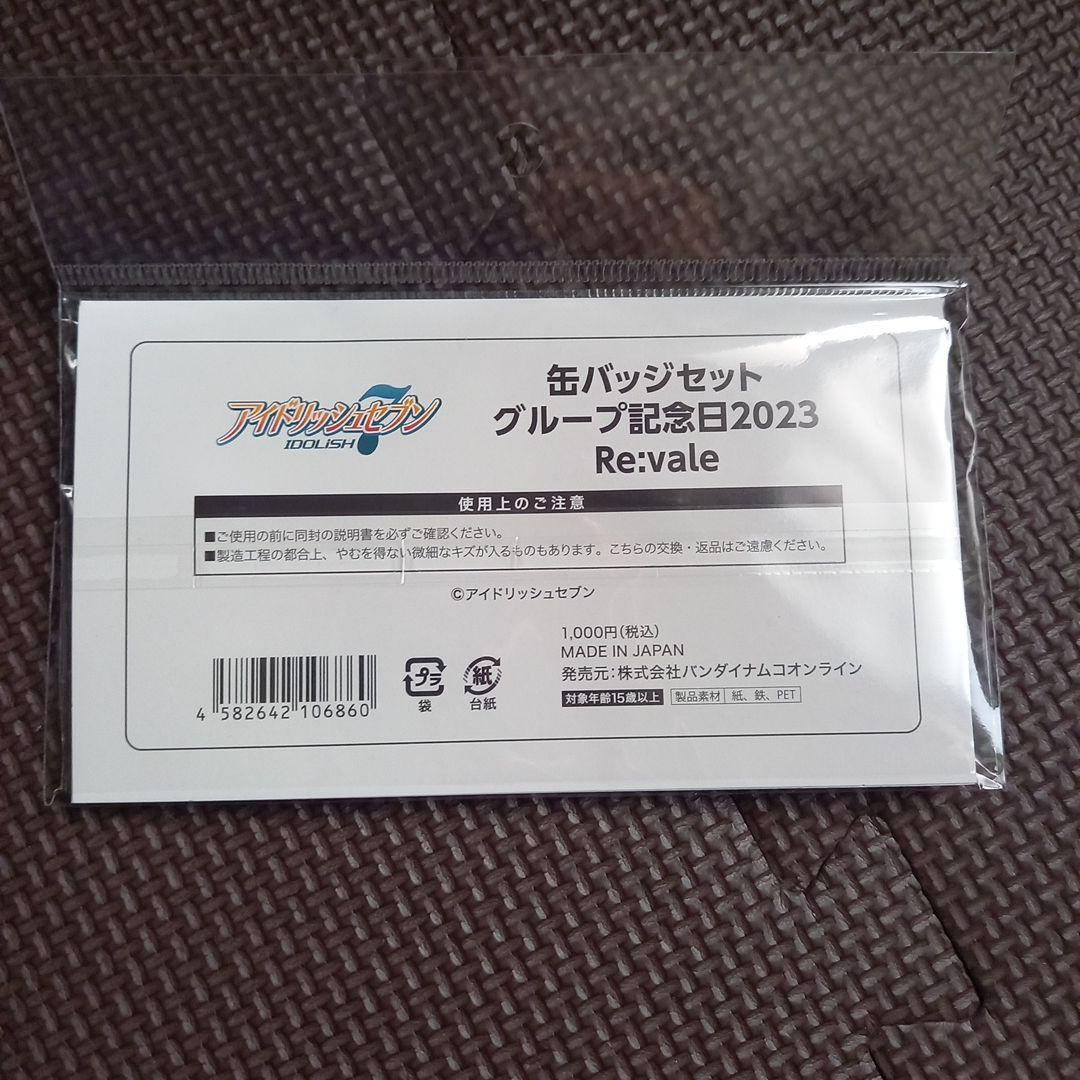 アイドリッシュセブン
IDOLiSH 7
缶バッジセット
グループ記念日2023
Re:vale
使用上のご注意
■ご使用の前に同封の説明書を必ずご確認ください。
■製造工程の都合上、やむを得ない微細なキズが入るものもあります。こちらの交換・返品はご遠慮ください。
©アイドリッシュセブン
1,000円(税込)
MADE IN JAPAN
発売元:株式会社バンダイナムコオンライン
対象年齢15歳以上 製品素材 紙、鉄、PET
プラ 紙
袋 台紙
4 582642 106860